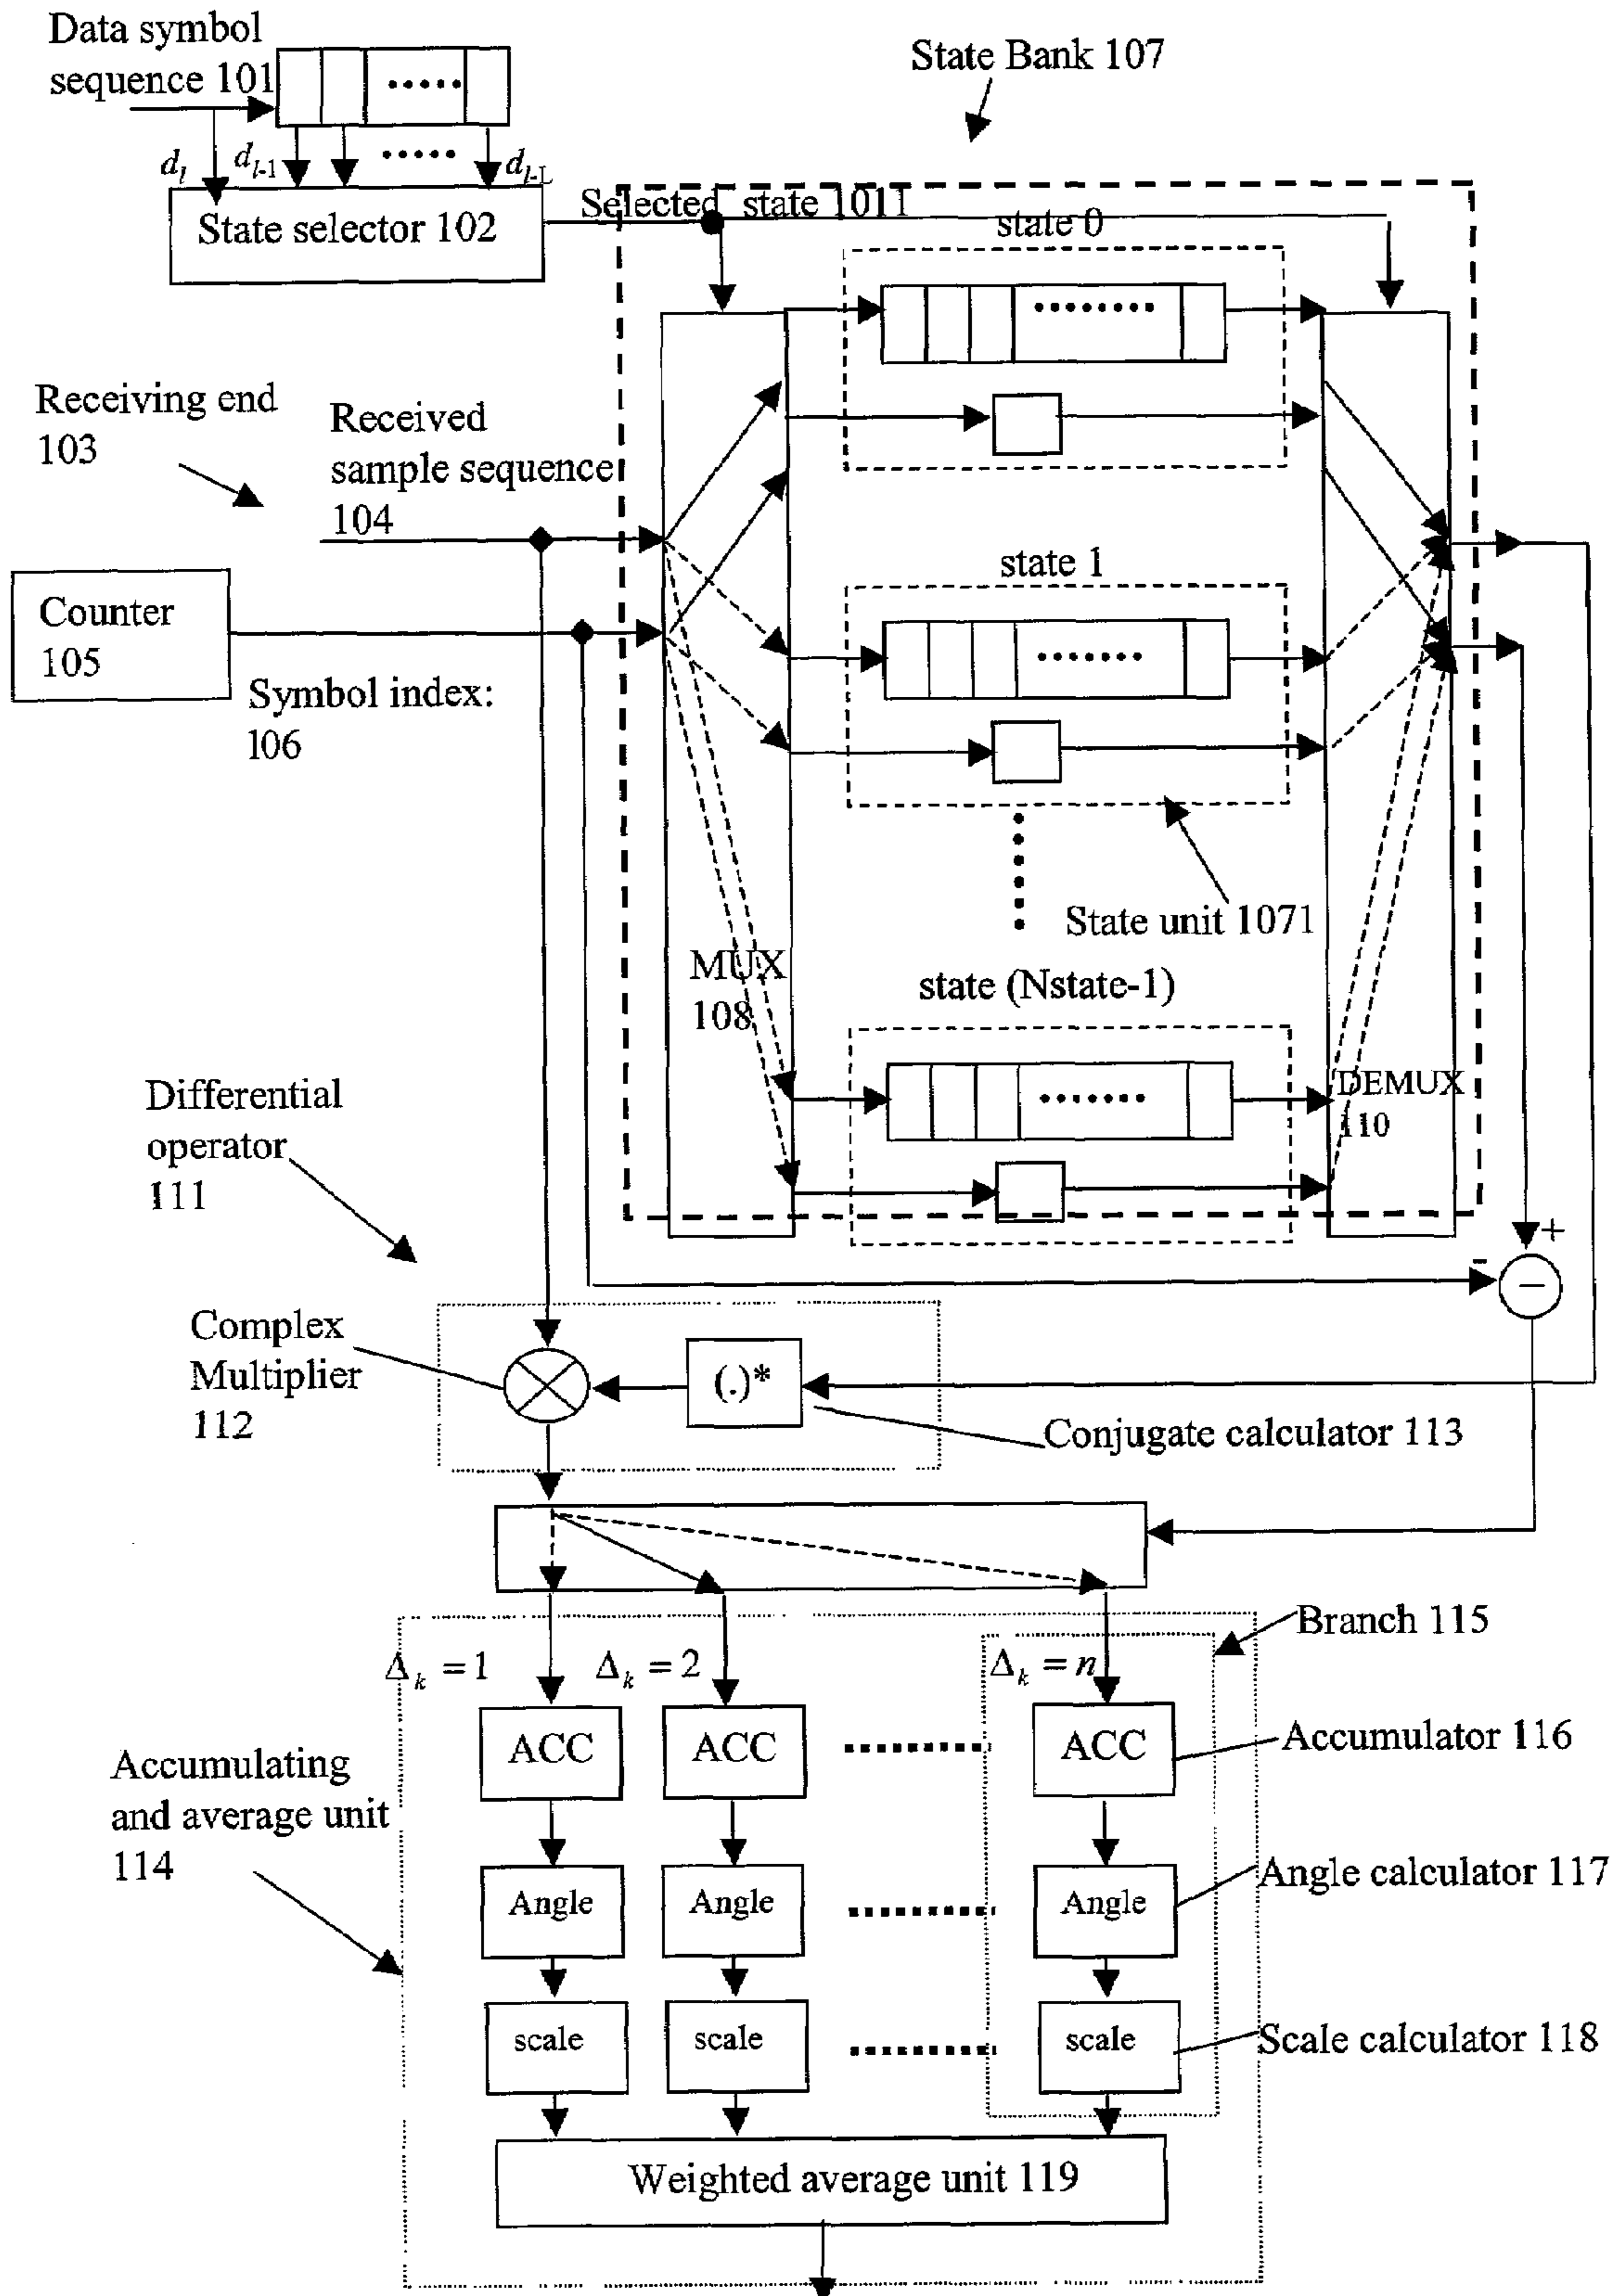 Data symbol
sequence 101
State Bank 107
d_l
d_{l-1}
d_{l-L}
State selector 102
Selected state 1011
state 0
Receiving end
103
Received
sample sequence
104
state 1
Counter
105
Symbol index:
106
State unit 1071
MUX
108
state (Nstate-1)
DEMUX
110
Differential
operator
111
+
-
−
Complex
Multiplier
112
(.)*
Conjugate calculator 113
Branch 115
Δ_k = 1
Δ_k = 2
Δ_k = n
ACC
ACC
ACC
Accumulator 116
Accumulating
and average unit
114
Angle
Angle
Angle
Angle calculator 117
scale
scale
scale
Scale calculator 118
Weighted average unit 119